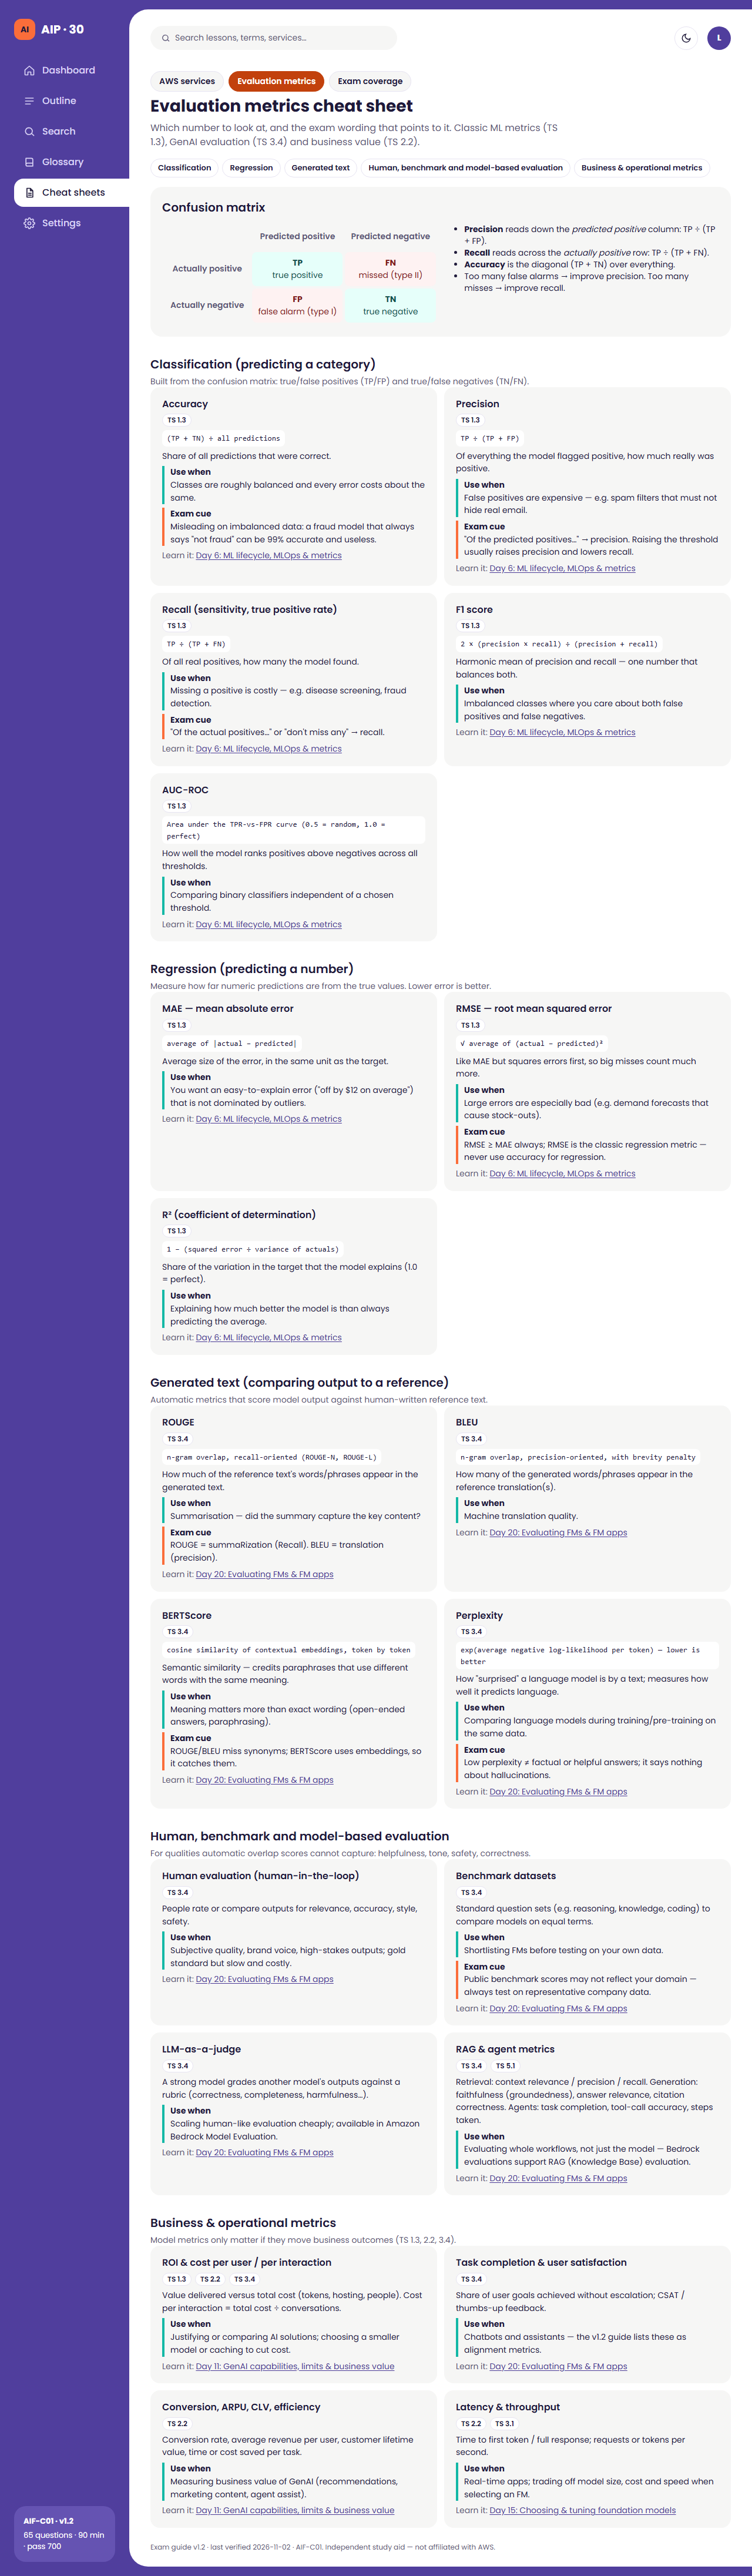 AI
AIP · 30
Dashboard
Outline
Search
Glossary
Cheat sheets
Settings
AIF-C01 · v1.2
65 questions · 90 min
· pass 700
Search lessons, terms, services…
L
AWS services
Evaluation metrics
Exam coverage
Evaluation metrics cheat sheet
Which number to look at, and the exam wording that points to it. Classic ML metrics (TS
1.3), GenAI evaluation (TS 3.4) and business value (TS 2.2).
Classification
Regression
Generated text
Human, benchmark and model-based evaluation
Business & operational metrics
Confusion matrix
Predicted positive
Predicted negative
Actually positive
TP
true positive
FN
missed (type II)
Actually negative
FP
false alarm (type I)
TN
true negative
• Precision reads down the predicted positive column: TP ÷ (TP
+ FP).
• Recall reads across the actually positive row: TP ÷ (TP + FN).
• Accuracy is the diagonal (TP + TN) over everything.
• Too many false alarms → improve precision. Too many
misses → improve recall.
Classification (predicting a category)
Built from the confusion matrix: true/false positives (TP/FP) and true/false negatives (TN/FN).
Accuracy
TS 1.3
(TP + TN) ÷ all predictions
Share of all predictions that were correct.
Use when
Classes are roughly balanced and every error costs about the
same.
Exam cue
Misleading on imbalanced data: a fraud model that always
says "not fraud" can be 99% accurate and useless.
Learn it: Day 6: ML lifecycle, MLOps & metrics
Precision
TS 1.3
TP ÷ (TP + FP)
Of everything the model flagged positive, how much really was
positive.
Use when
False positives are expensive — e.g. spam filters that must not
hide real email.
Exam cue
"Of the predicted positives…" → precision. Raising the threshold
usually raises precision and lowers recall.
Learn it: Day 6: ML lifecycle, MLOps & metrics
Recall (sensitivity, true positive rate)
TS 1.3
TP ÷ (TP + FN)
Of all real positives, how many the model found.
Use when
Missing a positive is costly — e.g. disease screening, fraud
detection.
Exam cue
"Of the actual positives…" or "don't miss any" → recall.
Learn it: Day 6: ML lifecycle, MLOps & metrics
F1 score
TS 1.3
2 × (precision × recall) ÷ (precision + recall)
Harmonic mean of precision and recall — one number that
balances both.
Use when
Imbalanced classes where you care about both false
positives and false negatives.
Learn it: Day 6: ML lifecycle, MLOps & metrics
AUC-ROC
TS 1.3
Area under the TPR-vs-FPR curve (0.5 = random, 1.0 =
perfect)
How well the model ranks positives above negatives across all
thresholds.
Use when
Comparing binary classifiers independent of a chosen
threshold.
Learn it: Day 6: ML lifecycle, MLOps & metrics
Regression (predicting a number)
Measure how far numeric predictions are from the true values. Lower error is better.
MAE — mean absolute error
TS 1.3
average of |actual − predicted|
Average size of the error, in the same unit as the target.
Use when
You want an easy-to-explain error ("off by $12 on average")
that is not dominated by outliers.
Learn it: Day 6: ML lifecycle, MLOps & metrics
RMSE — root mean squared error
TS 1.3
√ average of (actual − predicted)²
Like MAE but squares errors first, so big misses count much
more.
Use when
Large errors are especially bad (e.g. demand forecasts that
cause stock-outs).
Exam cue
RMSE ≥ MAE always; RMSE is the classic regression metric —
never use accuracy for regression.
Learn it: Day 6: ML lifecycle, MLOps & metrics
R² (coefficient of determination)
TS 1.3
1 − (squared error ÷ variance of actuals)
Share of the variation in the target that the model explains (1.0
= perfect).
Use when
Explaining how much better the model is than always
predicting the average.
Learn it: Day 6: ML lifecycle, MLOps & metrics
Generated text (comparing output to a reference)
Automatic metrics that score model output against human-written reference text.
ROUGE
TS 3.4
n-gram overlap, recall-oriented (ROUGE-N, ROUGE-L)
How much of the reference text's words/phrases appear in the
generated text.
Use when
Summarisation — did the summary capture the key content?
Exam cue
ROUGE = summaRization (Recall). BLEU = translation
(precision).
Learn it: Day 20: Evaluating FMs & FM apps
BLEU
TS 3.4
n-gram overlap, precision-oriented, with brevity penalty
How many of the generated words/phrases appear in the
reference translation(s).
Use when
Machine translation quality.
Learn it: Day 20: Evaluating FMs & FM apps
BERTScore
TS 3.4
cosine similarity of contextual embeddings, token by token
Semantic similarity — credits paraphrases that use different
words with the same meaning.
Use when
Meaning matters more than exact wording (open-ended
answers, paraphrasing).
Exam cue
ROUGE/BLEU miss synonyms; BERTScore uses embeddings, so
it catches them.
Learn it: Day 20: Evaluating FMs & FM apps
Perplexity
TS 3.4
exp(average negative log-likelihood per token) — lower is
better
How "surprised" a language model is by a text; measures how
well it predicts language.
Use when
Comparing language models during training/pre-training on
the same data.
Exam cue
Low perplexity ≠ factual or helpful answers; it says nothing
about hallucinations.
Learn it: Day 20: Evaluating FMs & FM apps
Human, benchmark and model-based evaluation
For qualities automatic overlap scores cannot capture: helpfulness, tone, safety, correctness.
Human evaluation (human-in-the-loop)
TS 3.4
People rate or compare outputs for relevance, accuracy, style,
safety.
Use when
Subjective quality, brand voice, high-stakes outputs; gold
standard but slow and costly.
Learn it: Day 20: Evaluating FMs & FM apps
Benchmark datasets
TS 3.4
Standard question sets (e.g. reasoning, knowledge, coding) to
compare models on equal terms.
Use when
Shortlisting FMs before testing on your own data.
Exam cue
Public benchmark scores may not reflect your domain —
always test on representative company data.
Learn it: Day 20: Evaluating FMs & FM apps
LLM-as-a-judge
TS 3.4
A strong model grades another model's outputs against a
rubric (correctness, completeness, harmfulness…).
Use when
Scaling human-like evaluation cheaply; available in Amazon
Bedrock Model Evaluation.
Learn it: Day 20: Evaluating FMs & FM apps
RAG & agent metrics
TS 3.4
TS 5.1
Retrieval: context relevance / precision / recall. Generation:
faithfulness (groundedness), answer relevance, citation
correctness. Agents: task completion, tool-call accuracy, steps
taken.
Use when
Evaluating whole workflows, not just the model — Bedrock
evaluations support RAG (Knowledge Base) evaluation.
Learn it: Day 20: Evaluating FMs & FM apps
Business & operational metrics
Model metrics only matter if they move business outcomes (TS 1.3, 2.2, 3.4).
ROI & cost per user / per interaction
TS 1.3
TS 2.2
TS 3.4
Value delivered versus total cost (tokens, hosting, people). Cost
per interaction = total cost ÷ conversations.
Use when
Justifying or comparing AI solutions; choosing a smaller
model or caching to cut cost.
Learn it: Day 11: GenAI capabilities, limits & business value
Task completion & user satisfaction
TS 3.4
Share of user goals achieved without escalation; CSAT /
thumbs-up feedback.
Use when
Chatbots and assistants — the v1.2 guide lists these as
alignment metrics.
Learn it: Day 20: Evaluating FMs & FM apps
Conversion, ARPU, CLV, efficiency
TS 2.2
Conversion rate, average revenue per user, customer lifetime
value, time or cost saved per task.
Use when
Measuring business value of GenAI (recommendations,
marketing content, agent assist).
Learn it: Day 11: GenAI capabilities, limits & business value
Latency & throughput
TS 2.2
TS 3.1
Time to first token / full response; requests or tokens per
second.
Use when
Real-time apps; trading off model size, cost and speed when
selecting an FM.
Learn it: Day 15: Choosing & tuning foundation models
Exam guide v1.2 · last verified 2026-11-02 · AIF-C01. Independent study aid — not affiliated with AWS.